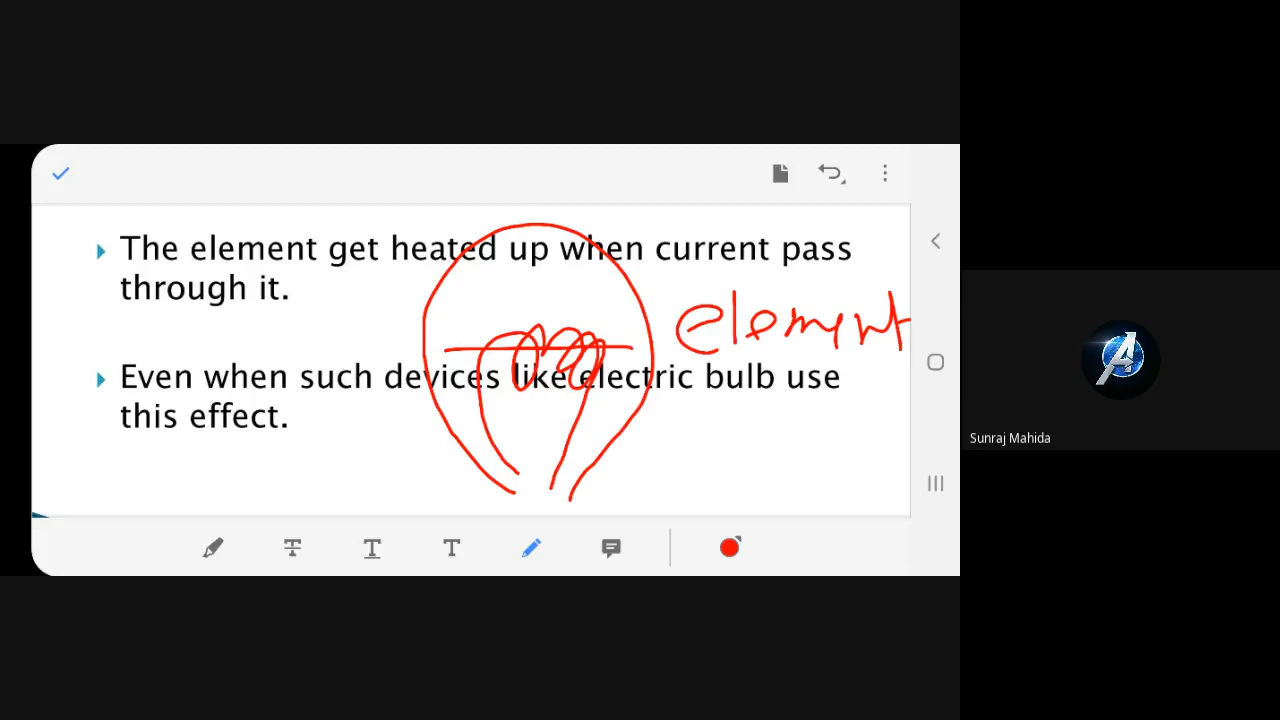 The element get heated up when current pass
through it.
element
Even when such devices like electric bulb use
this effect.
Sunraj Mahida